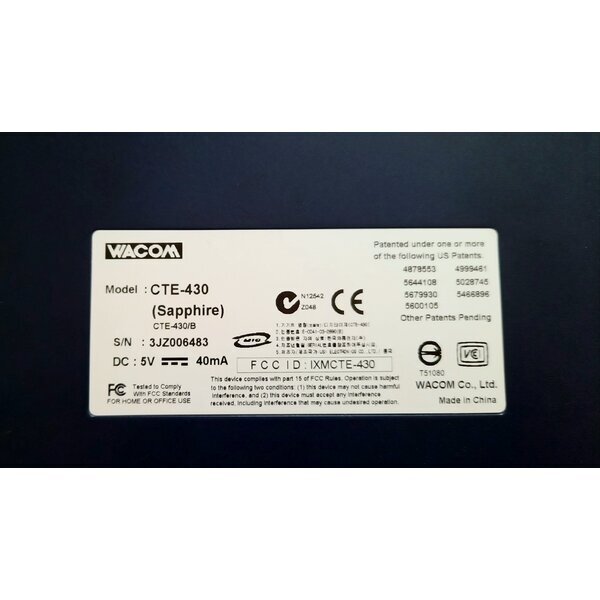 WACOM
Model : CTE-430
(Sapphire)
CTE-430/B
S/N : 3JZ006483
DC : 5V 40mA
FC Tested to Comply
With FCC Standards
FOR HOME OR OFFICE USE
N12542
Z048
CE
MIC
FCC ID : IXMCTE-430
This device complies with part 15 of FCC Rules. Operation is subject
to the following two conditions: (1) this device may not cause harmful
interference, and (2) this device must accept any interference
received, including interference that may cause undesired operation.
Patented under one or more
of the following US Patents:
4878553 4999461
5644108 5028745
5679930 5466896
5600105
Other Patents Pending
T51080
WACOM Co., Ltd.
Made in China